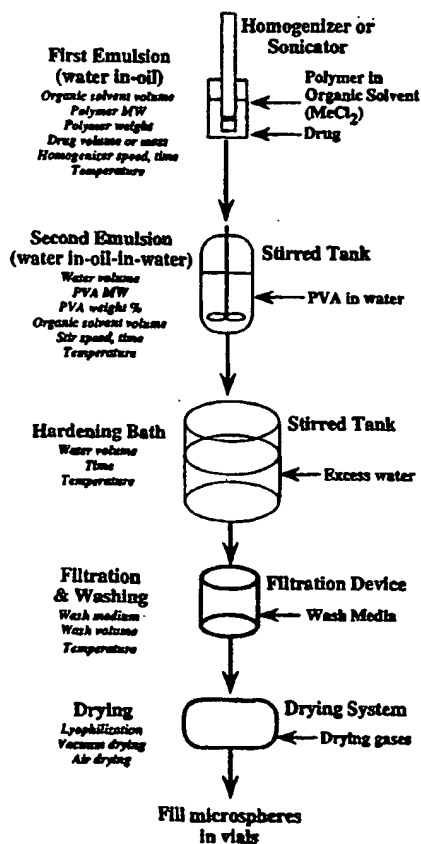 Homogenizer or
Sonicator
First Emulsion
(water in-oil)
Organic solvent volume
Polymer MW
Polymer weight
Drug volume or mass
Homogenizer speed, time
Temperature
Polymer in
Organic Solvent
(MeCl2)
Drug
Second Emulsion
(water in-oil-in-water)
Water volume
PVA MW
PVA weight %
Organic solvent volume
Stir speed, time
Temperature
Stirred Tank
PVA in water
Hardening Bath
Water volume
Time
Temperature
Stirred Tank
Excess water
Filtration
& Washing
Wash medium
Wash volume
Temperature
Filtration Device
Wash Media
Drying
Lyophilization
Vacuum drying
Air drying
Drying System
Drying gases
Fill microspheres
in vials